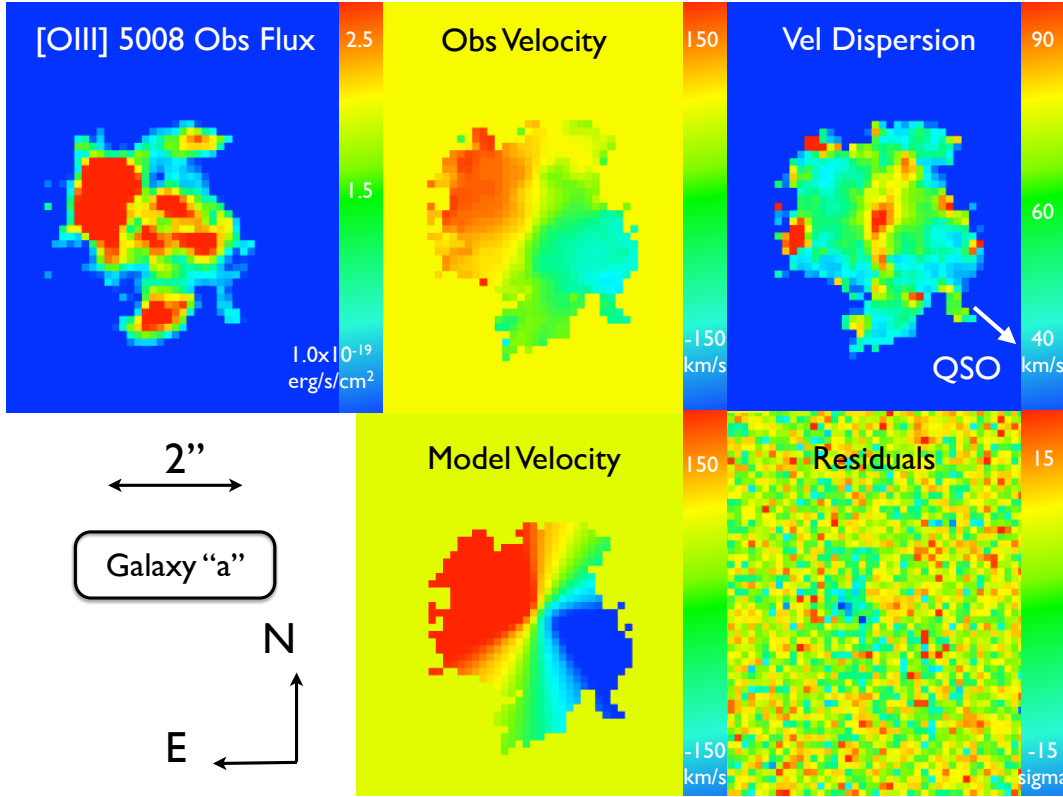 [OIII] 5008 Obs Flux
2.5
1.5
1.0x10⁻¹⁹
erg/s/cm²
Obs Velocity
150
-150
km/s
Vel Dispersion
90
60
40
km/s
QSO
2”
Galaxy “a”
N
E
Model Velocity
150
-150
km/s
Residuals
15
-15
sigma